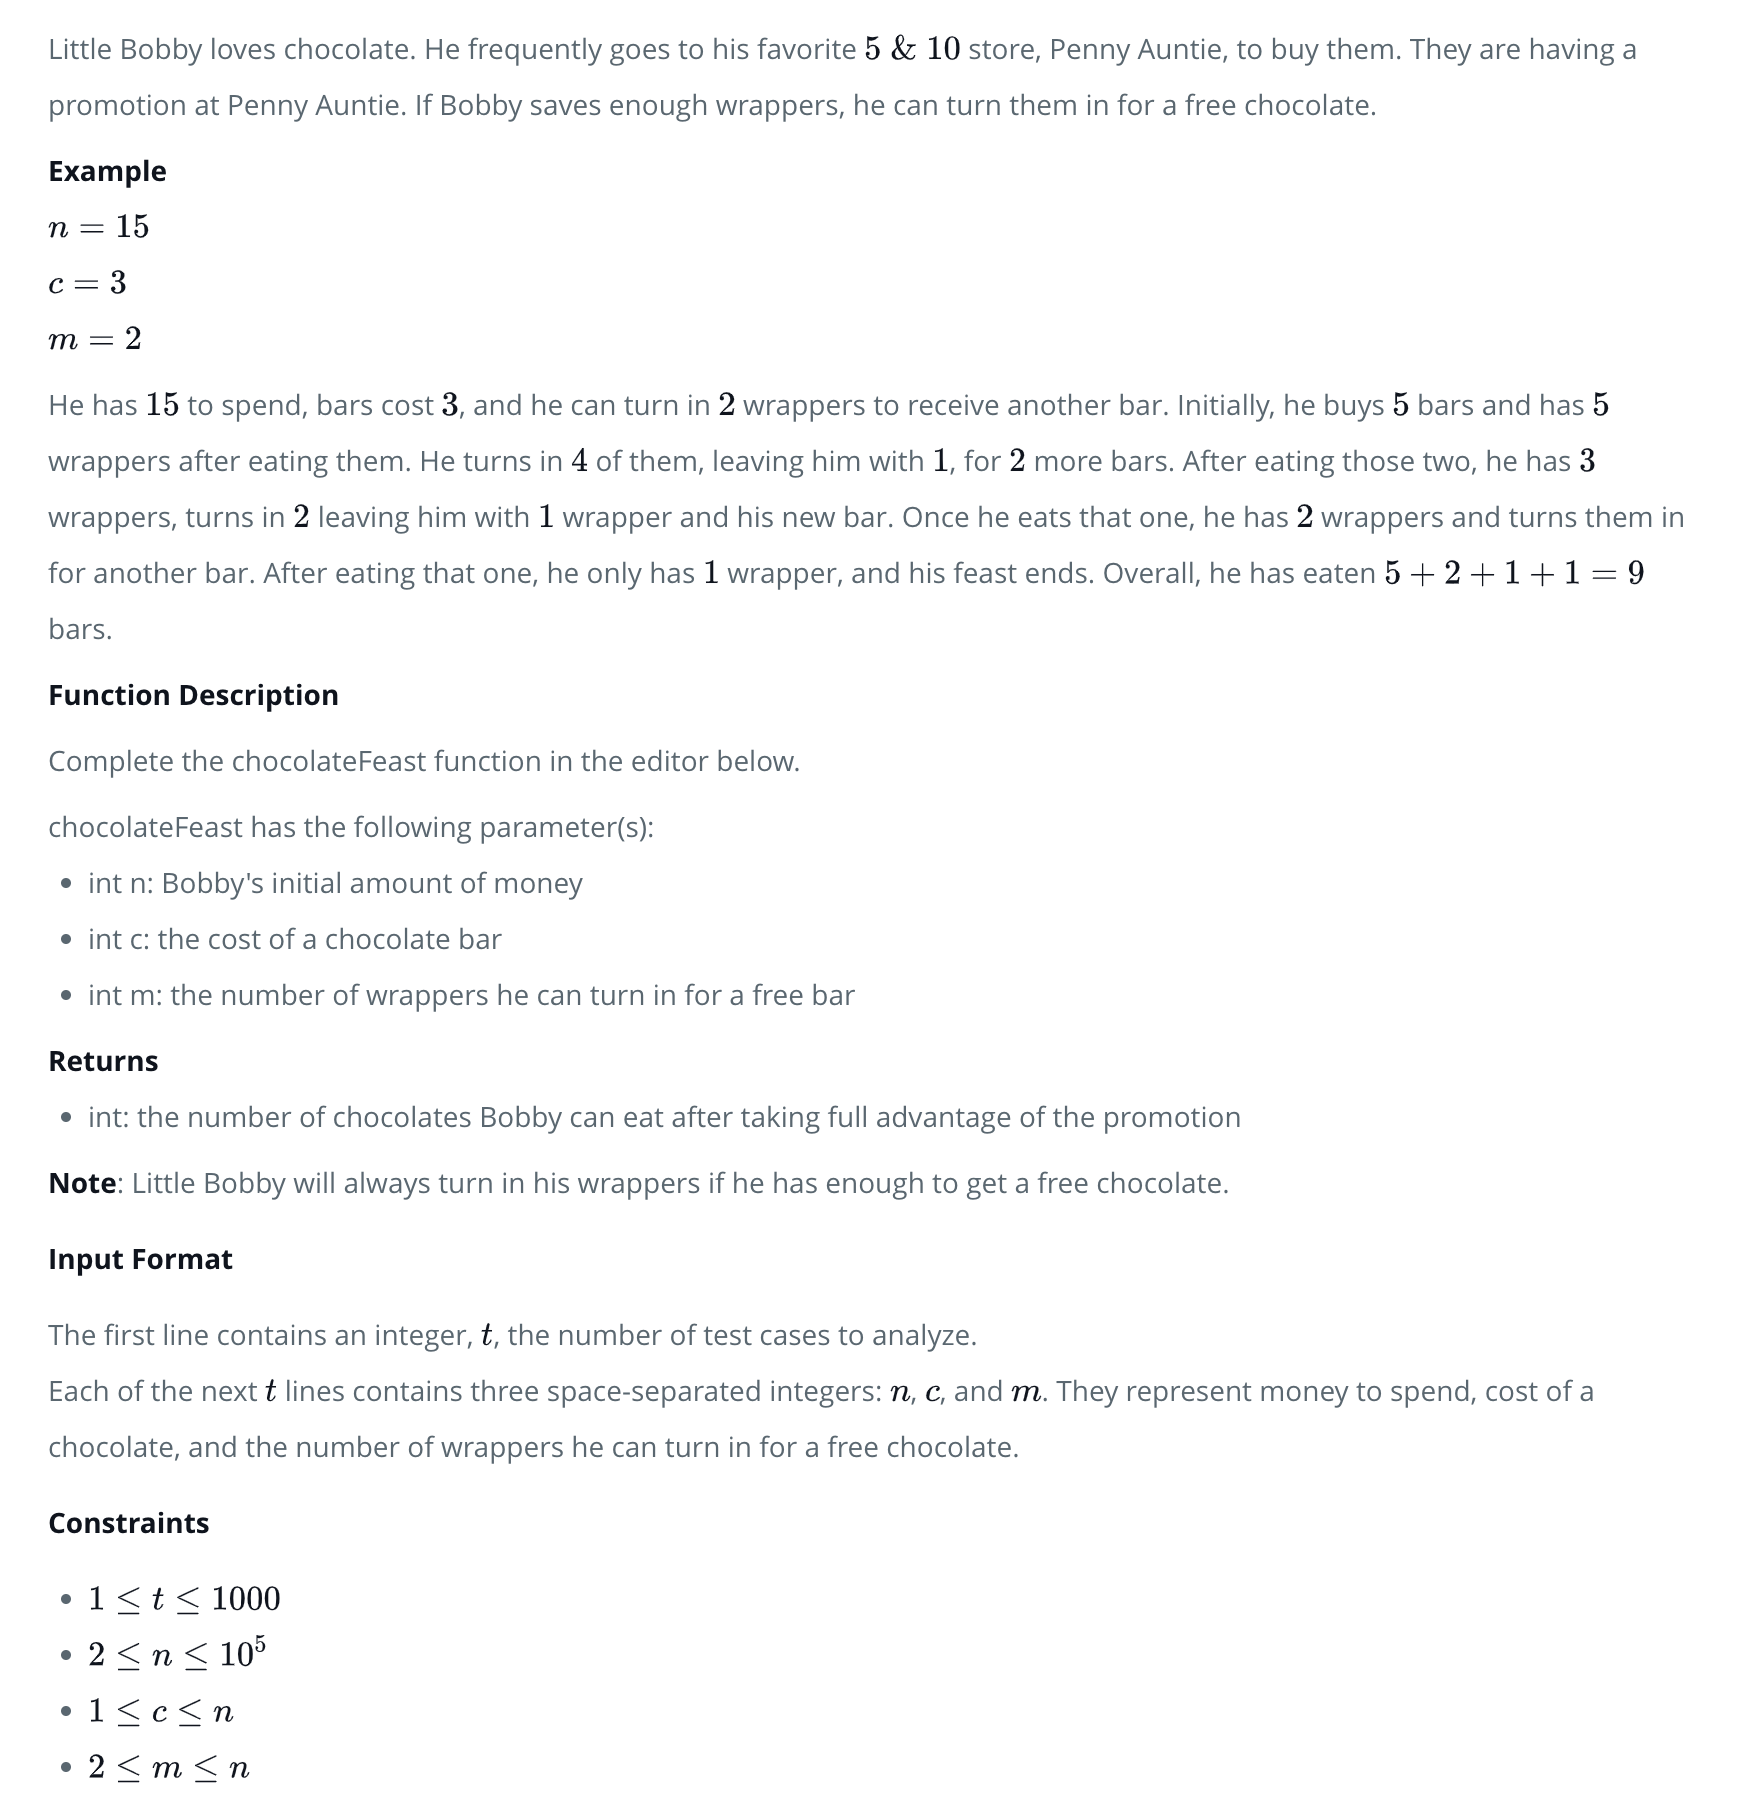 Little Bobby loves chocolate. He frequently goes to his favorite 5 & 10 store, Penny Auntie, to buy them. They are having a
promotion at Penny Auntie. If Bobby saves enough wrappers, he can turn them in for a free chocolate.
Example
n = 15
c = 3
m = 2
He has 15 to spend, bars cost 3, and he can turn in 2 wrappers to receive another bar. Initially, he buys 5 bars and has 5
wrappers after eating them. He turns in 4 of them, leaving him with 1, for 2 more bars. After eating those two, he has 3
wrappers, turns in 2 leaving him with 1 wrapper and his new bar. Once he eats that one, he has 2 wrappers and turns them in
for another bar. After eating that one, he only has 1 wrapper, and his feast ends. Overall, he has eaten 5 + 2 + 1 + 1 = 9
bars.
Function Description
Complete the chocolateFeast function in the editor below.
chocolateFeast has the following parameter(s):
• int n: Bobby's initial amount of money
• int c: the cost of a chocolate bar
• int m: the number of wrappers he can turn in for a free bar
Returns
• int: the number of chocolates Bobby can eat after taking full advantage of the promotion
Note: Little Bobby will always turn in his wrappers if he has enough to get a free chocolate.
Input Format
The first line contains an integer, t, the number of test cases to analyze.
Each of the next t lines contains three space-separated integers: n, c, and m. They represent money to spend, cost of a
chocolate, and the number of wrappers he can turn in for a free chocolate.
Constraints
• 1 ≤ t ≤ 1000
• 2 ≤ n ≤ 10⁵
• 1 ≤ c ≤ n
• 2 ≤ m ≤ n